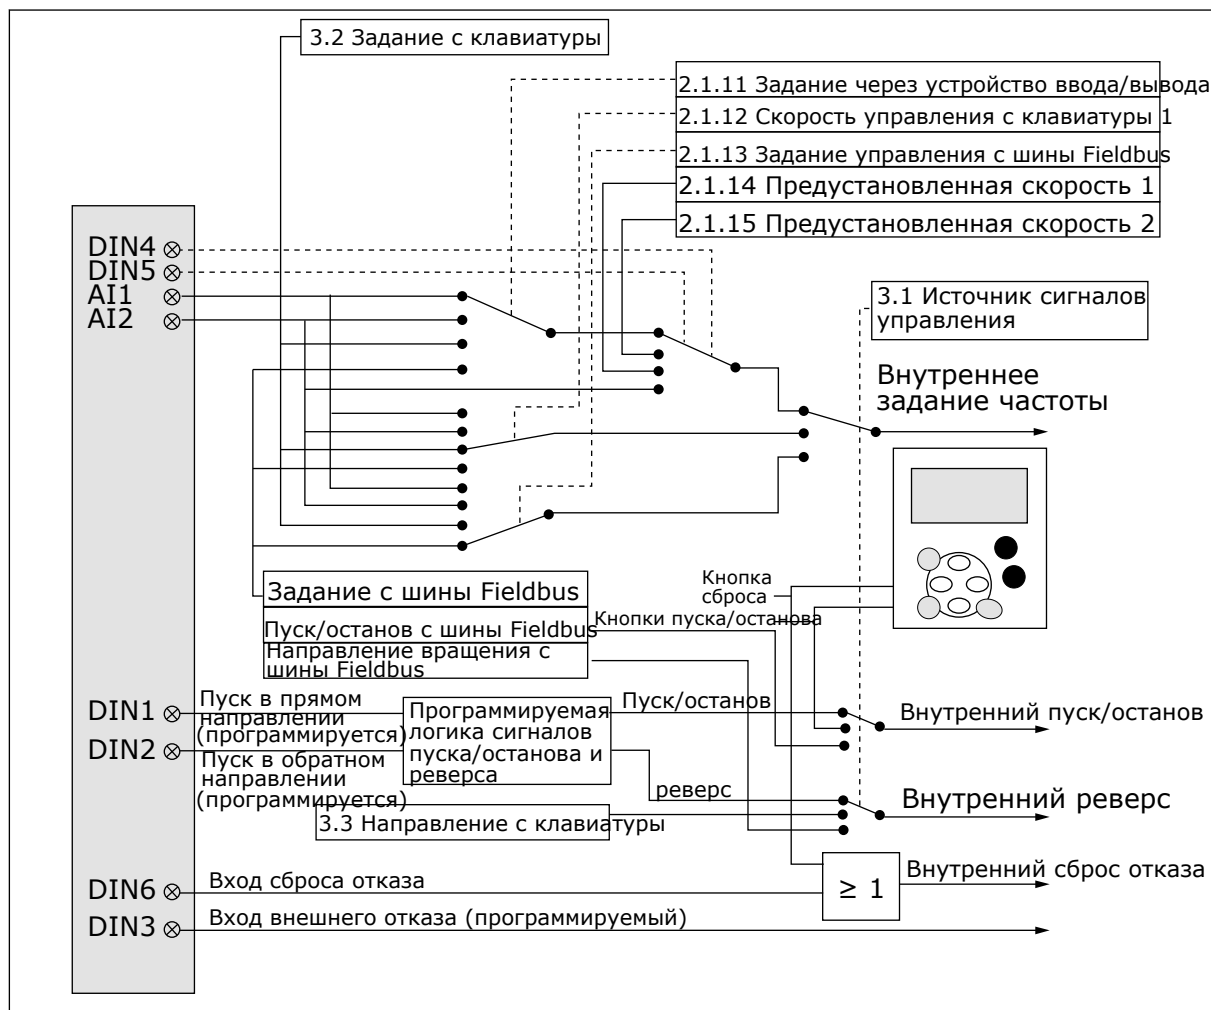 3.2 Задание с клавиатуры
2.1.11 Задание через устройство ввода/вывода
2.1.12 Скорость управления с клавиатуры 1
2.1.13 Задание управления с шины Fieldbus
2.1.14 Предустановленная скорость 1
2.1.15 Предустановленная скорость 2
DIN4
DIN5
AI1
AI2
3.1 Источник сигналов
управления
Внутреннее
задание частоты
Кнопка
сброса
Задание с шины Fieldbus
Пуск/останов с шины Fieldbus
Кнопки пуска/останова
Направление вращения с
шины Fieldbus
DIN1
Пуск в прямом
направлении
(программируется)
DIN2
Пуск в обратном
направлении
(программируется)
Программируемая
логика сигналов
пуска/останова и
реверса
Пуск/останов
Внутренний пуск/останов
реверс
Внутренний реверс
3.3 Направление с клавиатуры
DIN6
Вход сброса отказа
≥ 1
Внутренний сброс отказа
DIN3
Вход внешнего отказа (программируемый)